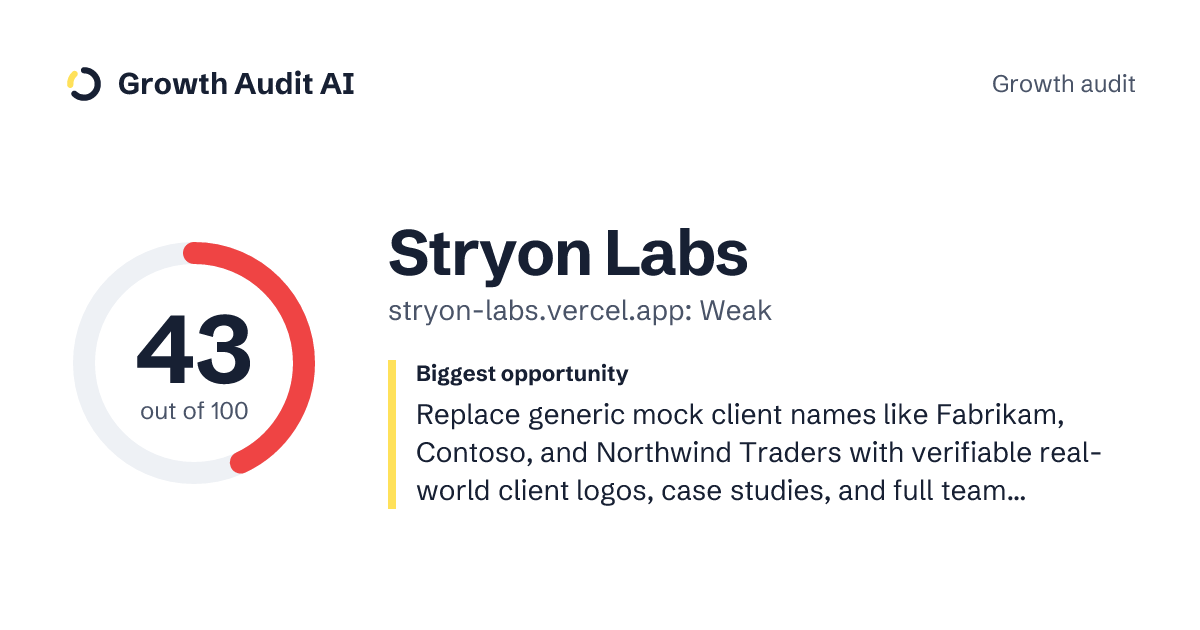 Growth Audit AI
Growth audit
43
out of 100
Stryon Labs
stryon-labs.vercel.app: Weak
Biggest opportunity
Replace generic mock client names like Fabrikam,
Contoso, and Northwind Traders with verifiable real-
world client logos, case studies, and full team...